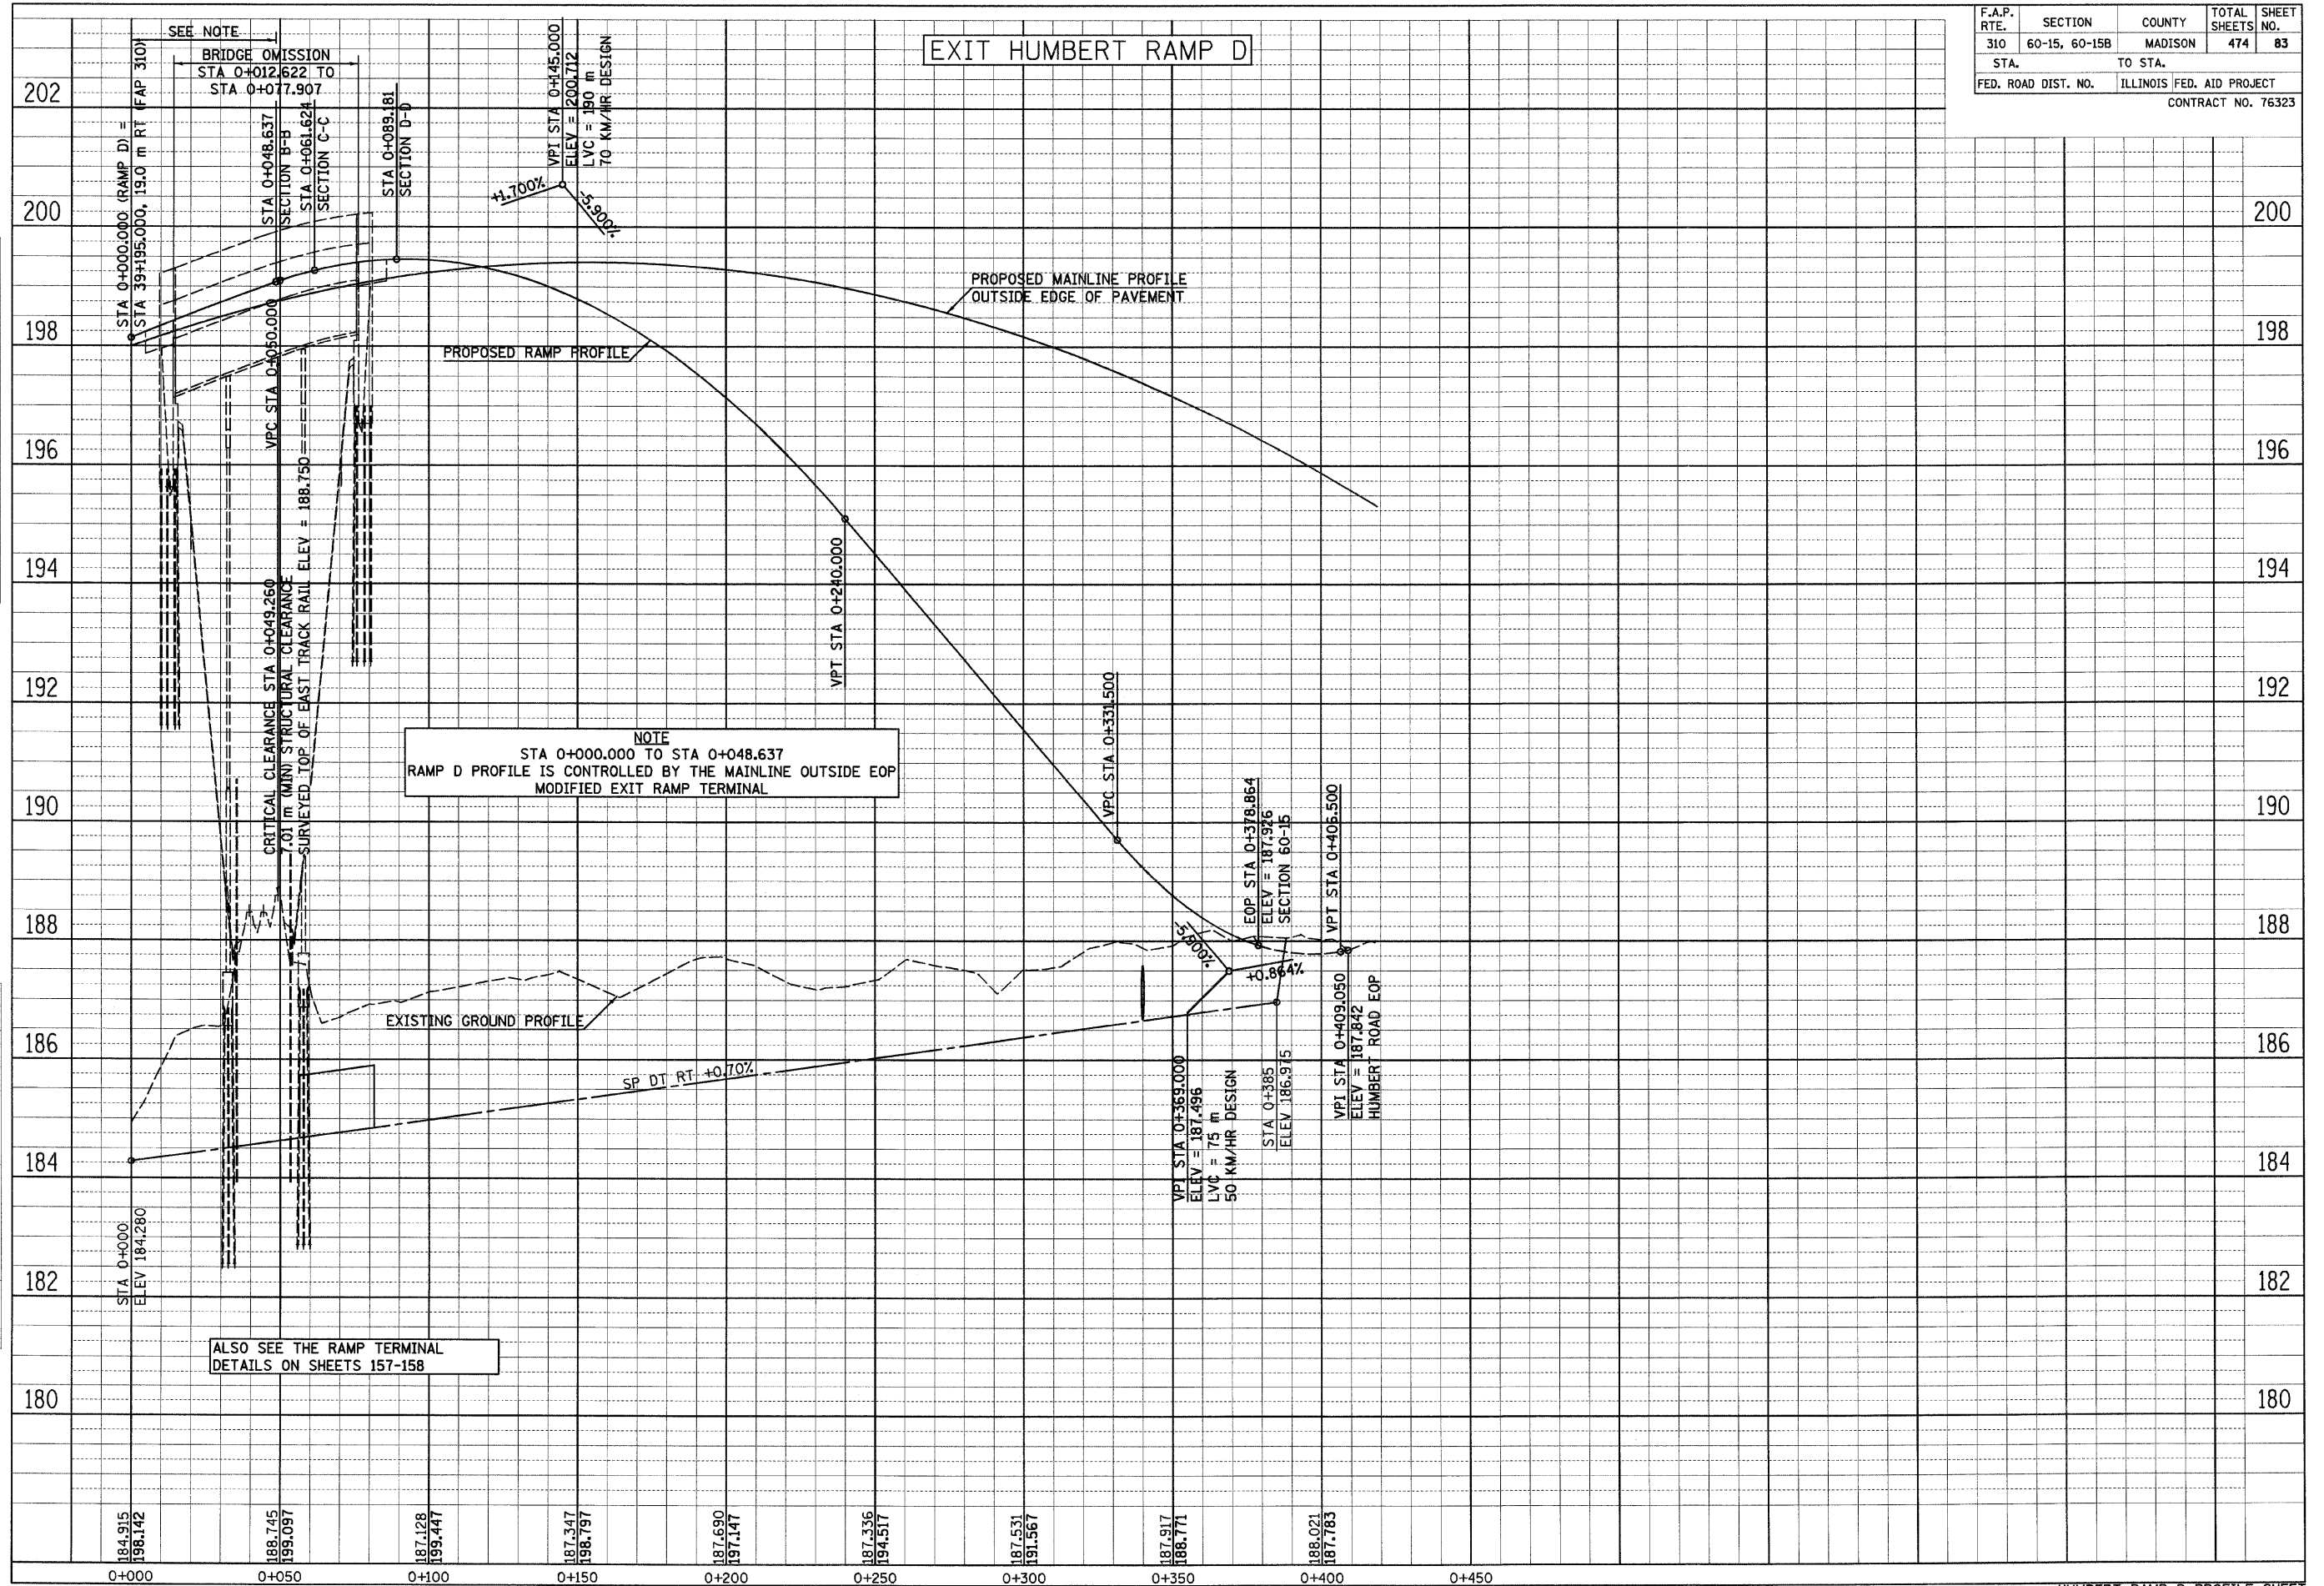 EXIT HUMBERT RAMP D
F.A.P. RTE. SECTION COUNTY TOTAL SHEETS SHEET NO.
310 60-15, 60-15B MADISON 474 83
STA. TO STA.
FED. ROAD DIST. NO. ILLINOIS FED. AID PROJECT
CONTRACT NO. 76323
SEE NOTE
BRIDGE OMISSION
STA 0+012.622 TO
STA 0+077.907
STA 0+000.000 (RAMP D) =
STA 39+195.000, 19.0 m RT (FAP 310)
STA 0+048.637
SECTION B-B
STA 0+061.624
SECTION C-C
STA 0+089.181
SECTION D-D
VPI STA 0+145.000
ELEV = 200.712
LVC = 190 m
70 KM/HR DESIGN
+1.700%
-5.900%
PROPOSED MAINLINE PROFILE
OUTSIDE EDGE OF PAVEMENT
PROPOSED RAMP PROFILE
VPC STA 0+050.000
CRITICAL CLEARANCE STA 0+049.260
7.01 m (MIN) STRUCTURAL CLEARANCE
SURVEYED TOP OF EAST TRACK RAIL ELEV = 188.750
VPT STA 0+240.000
NOTE
STA 0+000.000 TO STA 0+048.637
RAMP D PROFILE IS CONTROLLED BY THE MAINLINE OUTSIDE EOP
MODIFIED EXIT RAMP TERMINAL
VPC STA 0+331.500
EOP STA 0+378.864
ELEV = 187.926
SECTION 60-15
VPT STA 0+406.500
-5.900%
+0.864%
EXISTING GROUND PROFILE
SP DT RT +0.70%
VPI STA 0+369.000
ELEV = 187.496
LVC = 75 m
50 KM/HR DESIGN
STA 0+385
ELEV 186.975
VPI STA 0+409.050
ELEV = 187.842
HUMBERT ROAD EOP
STA 0+000
ELEV 184.280
ALSO SEE THE RAMP TERMINAL
DETAILS ON SHEETS 157-158
202
200 200
198 198
196 196
194 194
192 192
190 190
188 188
186 186
184 184
182 182
180 180
184.915 188.745 187.128 187.347 187.690 187.336 187.531 187.917 188.021
198.142 199.097 199.447 198.797 197.147 194.517 191.567 188.771 187.783
0+000 0+050 0+100 0+150 0+200 0+250 0+300 0+350 0+400 0+450